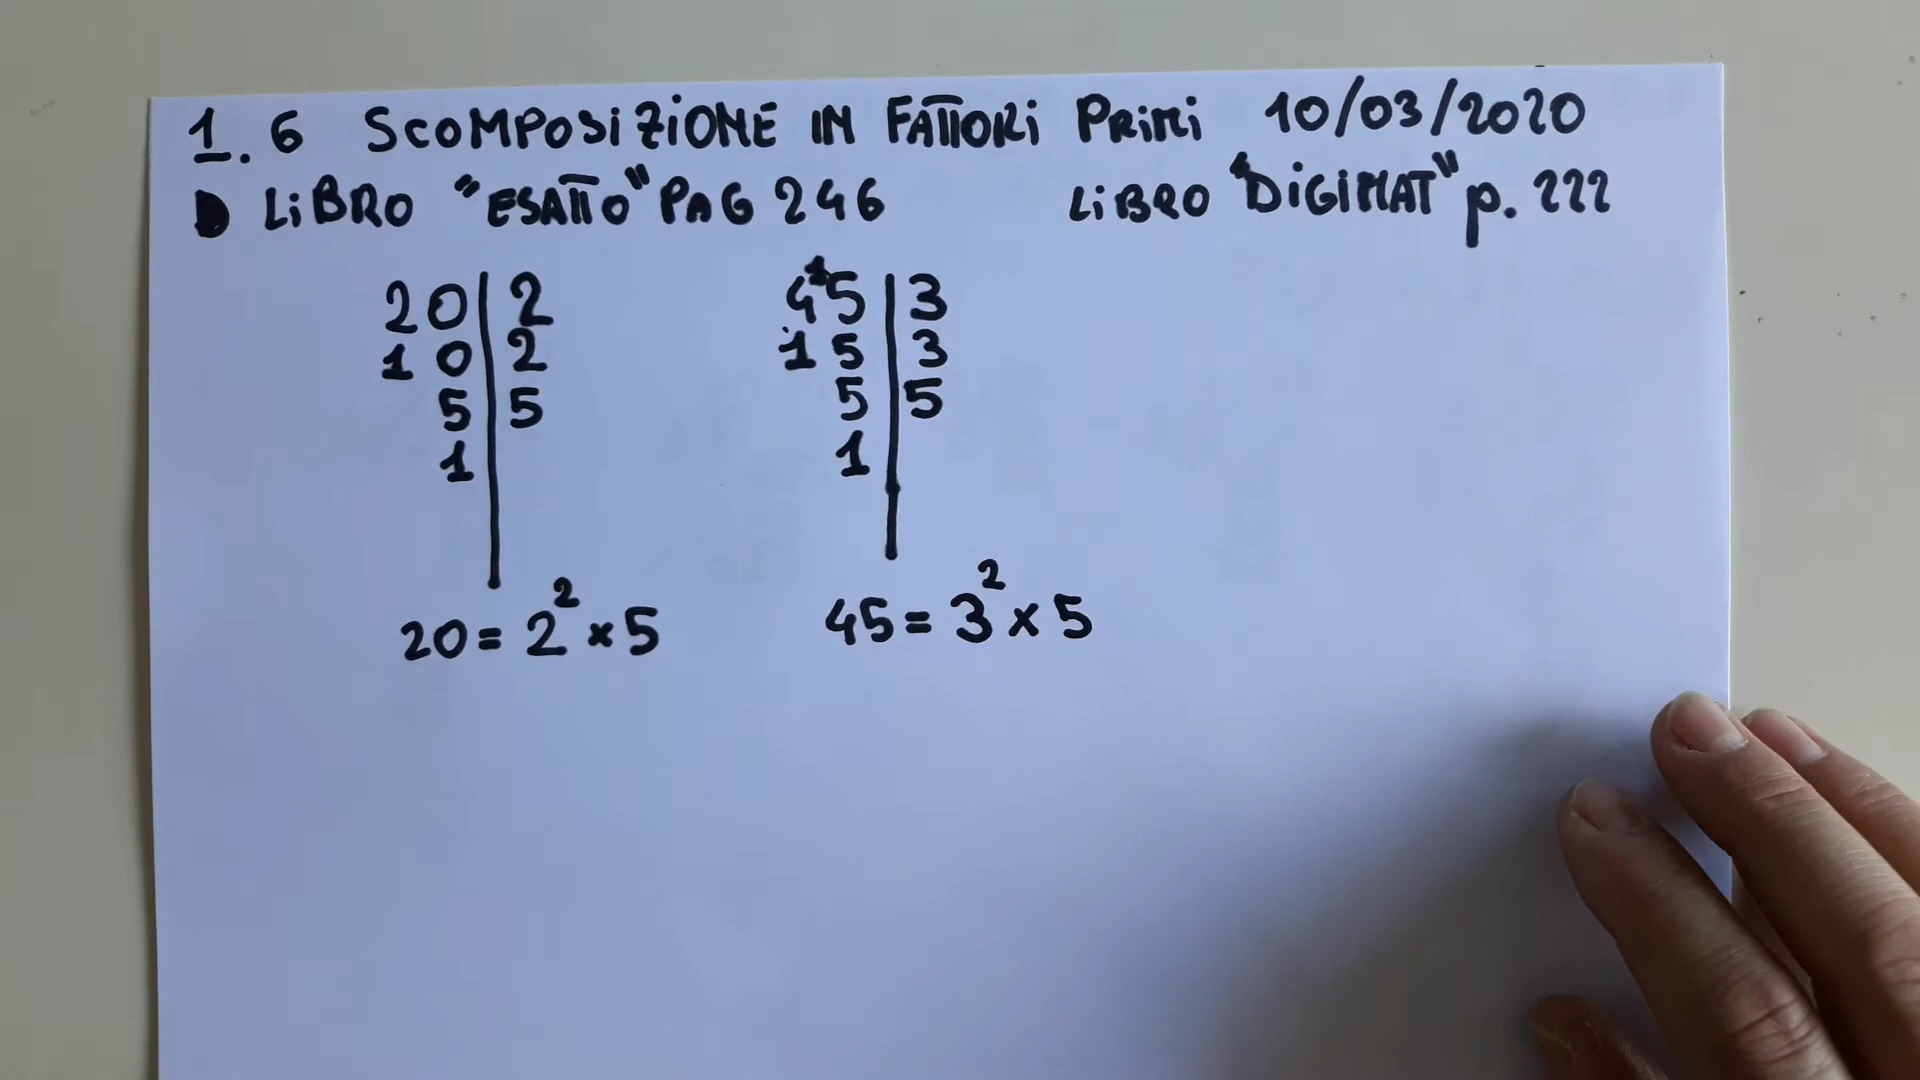 1.6 SCOMPOSIZIONE IN FATTORI PRIMI 10/03/2020
LIBRO "ESATTO" PAG 246 LIBRO "DIGIMAT" p. 222
20 | 2
10 | 2
5 | 5
1
20 = 2² × 5
4¹5 | 3
15 | 3
5 | 5
1
45 = 3² × 5